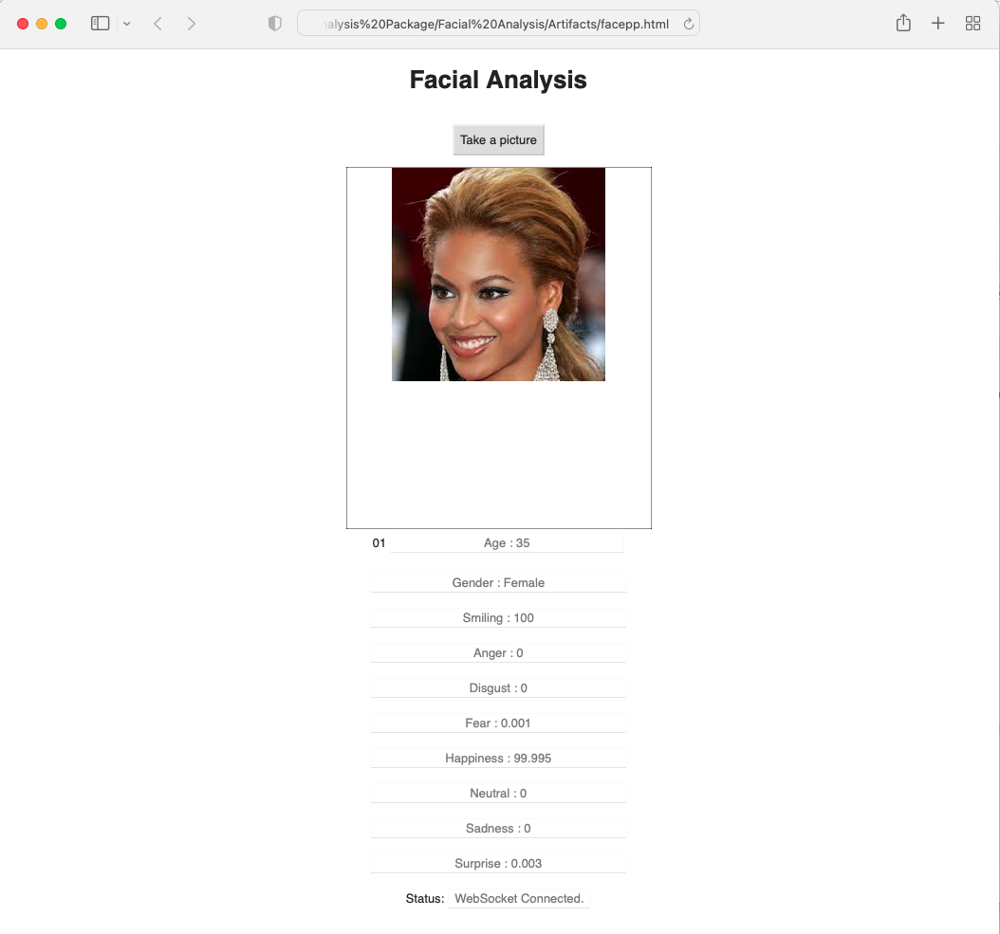 nalysis%20Package/Facial%20Analysis/Artifacts/facepp.html
Facial Analysis
Take a picture
01 Age : 35
Gender : Female
Smiling : 100
Anger : 0
Disgust : 0
Fear : 0.001
Happiness : 99.995
Neutral : 0
Sadness : 0
Surprise : 0.003
Status: WebSocket Connected.